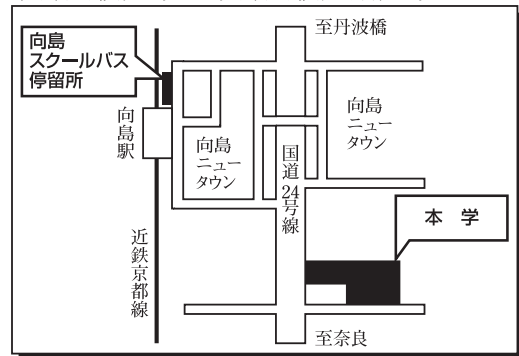 至丹波橋
向島
スクールバス
停留所
向島駅
向島
ニュー
タウン
向島
ニュー
タウン
国道24号線
本　学
近鉄京都線
至奈良